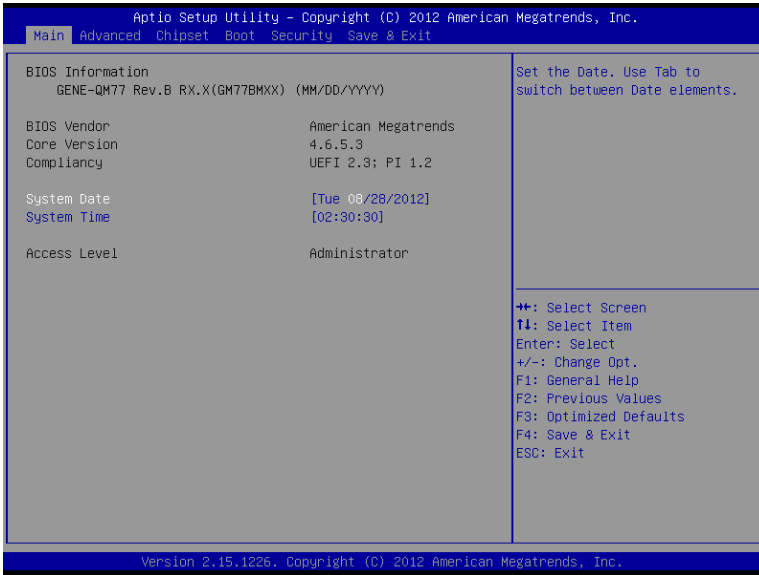 Aptio Setup Utility – Copyright (C) 2012 American Megatrends, Inc.
Main Advanced Chipset Boot Security Save & Exit
BIOS Information
GENE-QM77 Rev.B RX.X(GM77BMXX) (MM/DD/YYYY)
BIOS Vendor American Megatrends
Core Version 4.6.5.3
Compliancy UEFI 2.3; PI 1.2
System Date [Tue 08/28/2012]
System Time [02:30:30]
Access Level Administrator
Set the Date. Use Tab to
switch between Date elements.
→←: Select Screen
↑↓: Select Item
Enter: Select
+/-: Change Opt.
F1: General Help
F2: Previous Values
F3: Optimized Defaults
F4: Save & Exit
ESC: Exit
Version 2.15.1226. Copyright (C) 2012 American Megatrends, Inc.